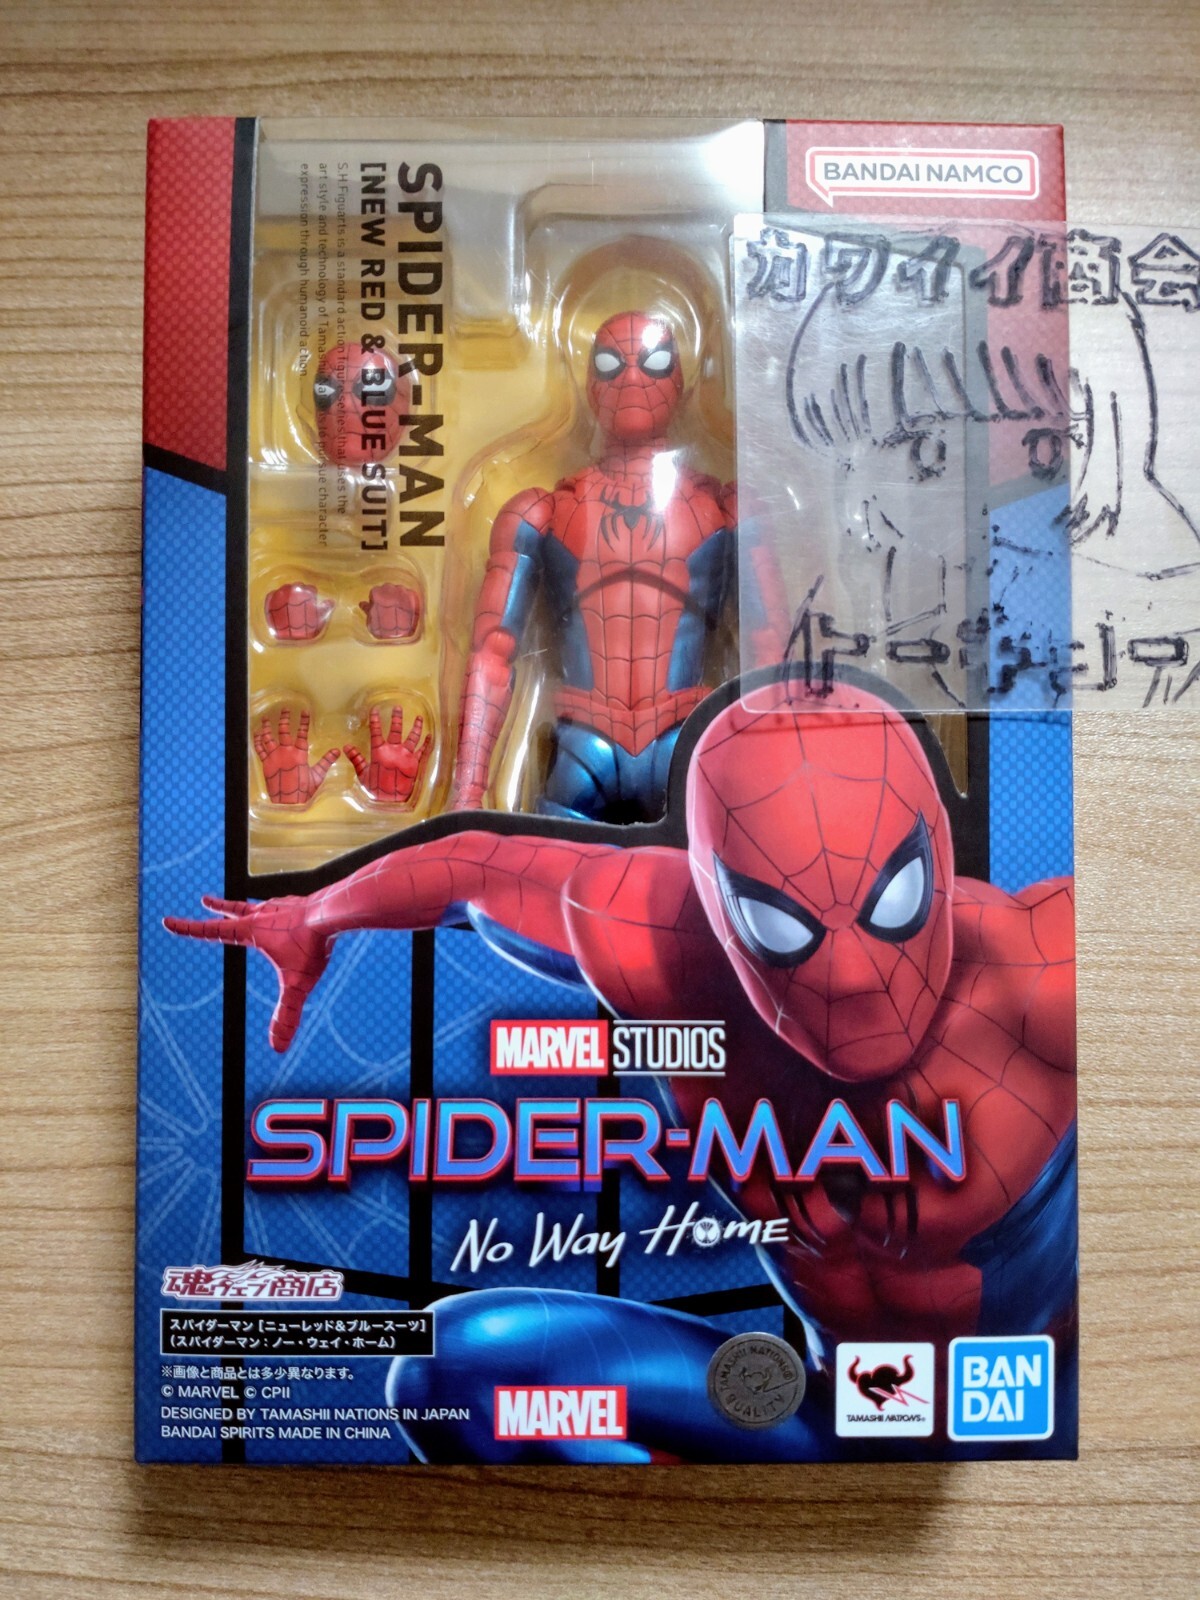 BANDAI NAMCO
SPIDER-MAN
[NEW RED & BLUE SUIT]
S.H.Figuarts is a standard action figure series that uses the
art style and technology of Tamashii Nations to pursue character
expression through humanoid action.
カワイイ商会
MARVEL STUDIOS
SPIDER-MAN
No Way Home
魂ウェブ商店
スパイダーマン [ニューレッド&ブルースーツ]
(スパイダーマン:ノー・ウェイ・ホーム)
※画像と商品とは多少異なります。
© MARVEL © CPII
DESIGNED BY TAMASHII NATIONS IN JAPAN
BANDAI SPIRITS MADE IN CHINA
MARVEL
TAMASHII NATIONS
QUALITY
TAMASHII NATIONS
BAN
DAI